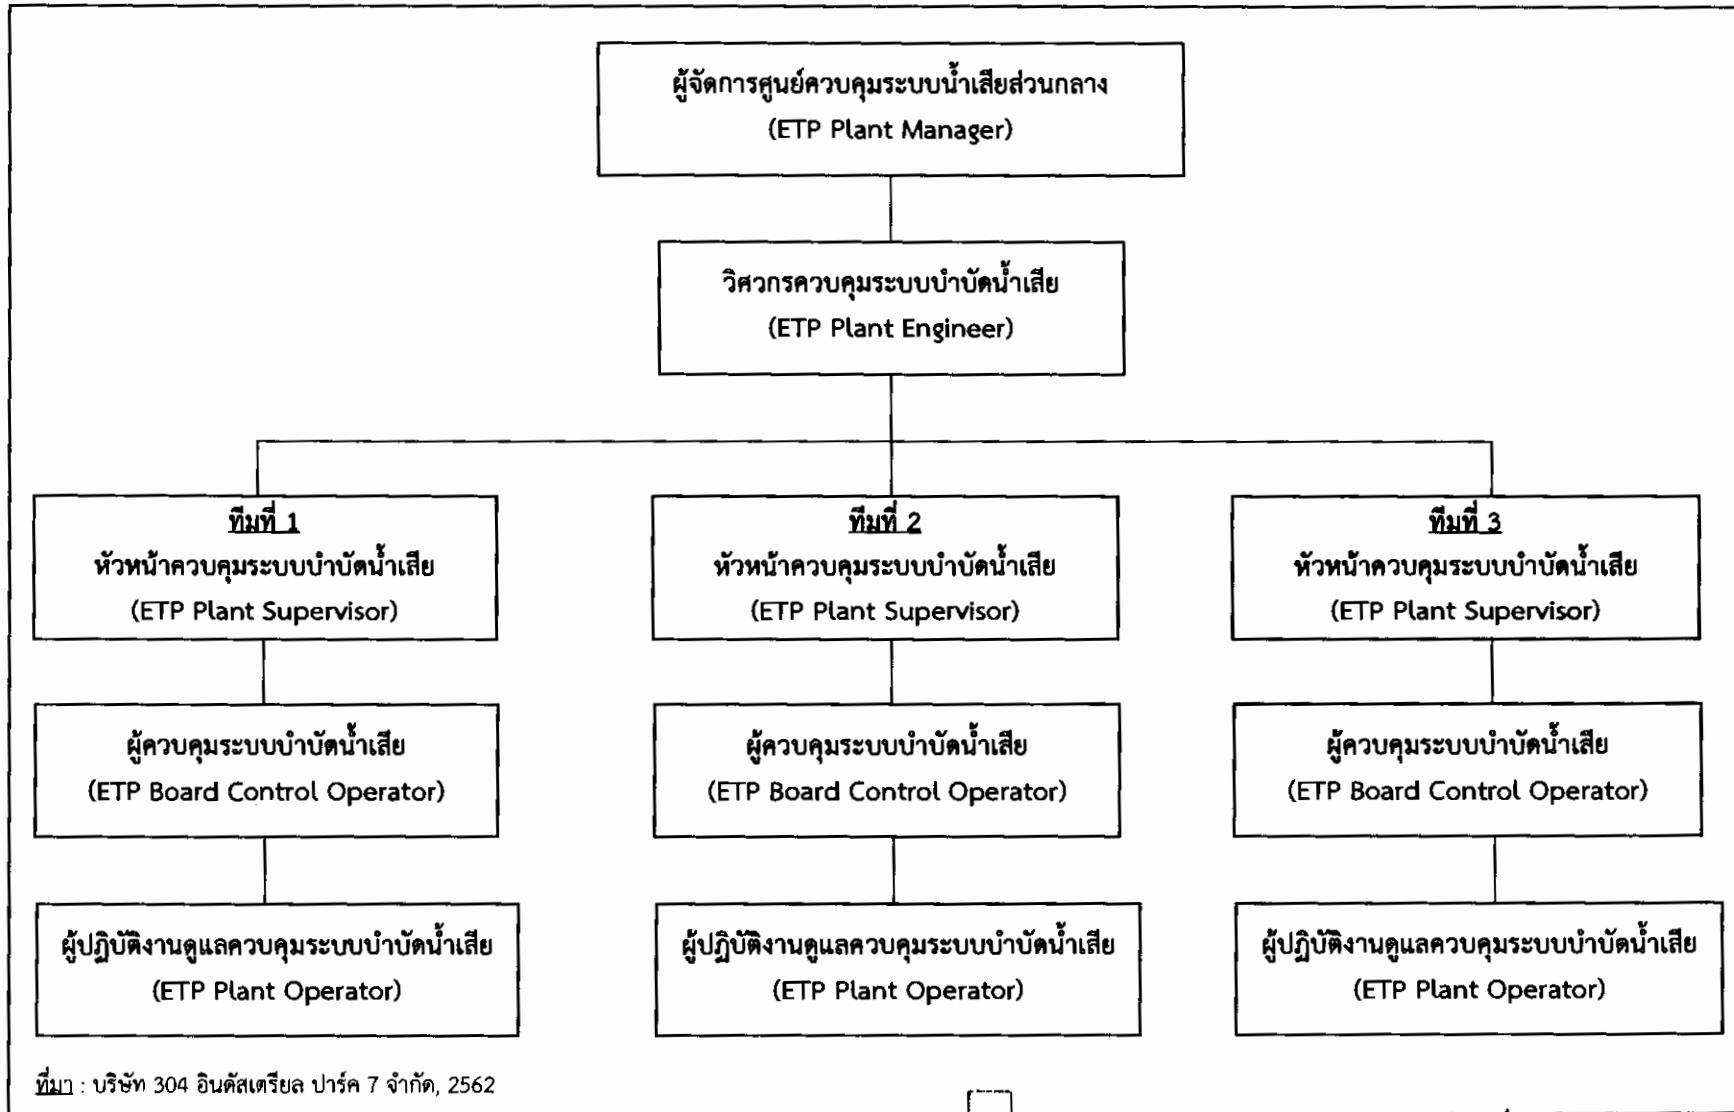 ผู้จัดการศูนย์ควบคุมระบบน้ำเสียส่วนกลาง
(ETP Plant Manager)
วิศวกรควบคุมระบบบำบัดน้ำเสีย
(ETP Plant Engineer)
ทีมที่ 1
หัวหน้าควบคุมระบบบำบัดน้ำเสีย
(ETP Plant Supervisor)
ทีมที่ 2
หัวหน้าควบคุมระบบบำบัดน้ำเสีย
(ETP Plant Supervisor)
ทีมที่ 3
หัวหน้าควบคุมระบบบำบัดน้ำเสีย
(ETP Plant Supervisor)
ผู้ควบคุมระบบบำบัดน้ำเสีย
(ETP Board Control Operator)
ผู้ควบคุมระบบบำบัดน้ำเสีย
(ETP Board Control Operator)
ผู้ควบคุมระบบบำบัดน้ำเสีย
(ETP Board Control Operator)
ผู้ปฏิบัติงานดูแลควบคุมระบบบำบัดน้ำเสีย
(ETP Plant Operator)
ผู้ปฏิบัติงานดูแลควบคุมระบบบำบัดน้ำเสีย
(ETP Plant Operator)
ผู้ปฏิบัติงานดูแลควบคุมระบบบำบัดน้ำเสีย
(ETP Plant Operator)
ที่มา : บริษัท 304 อินดัสเตรียล ปาร์ค 7 จำกัด, 2562